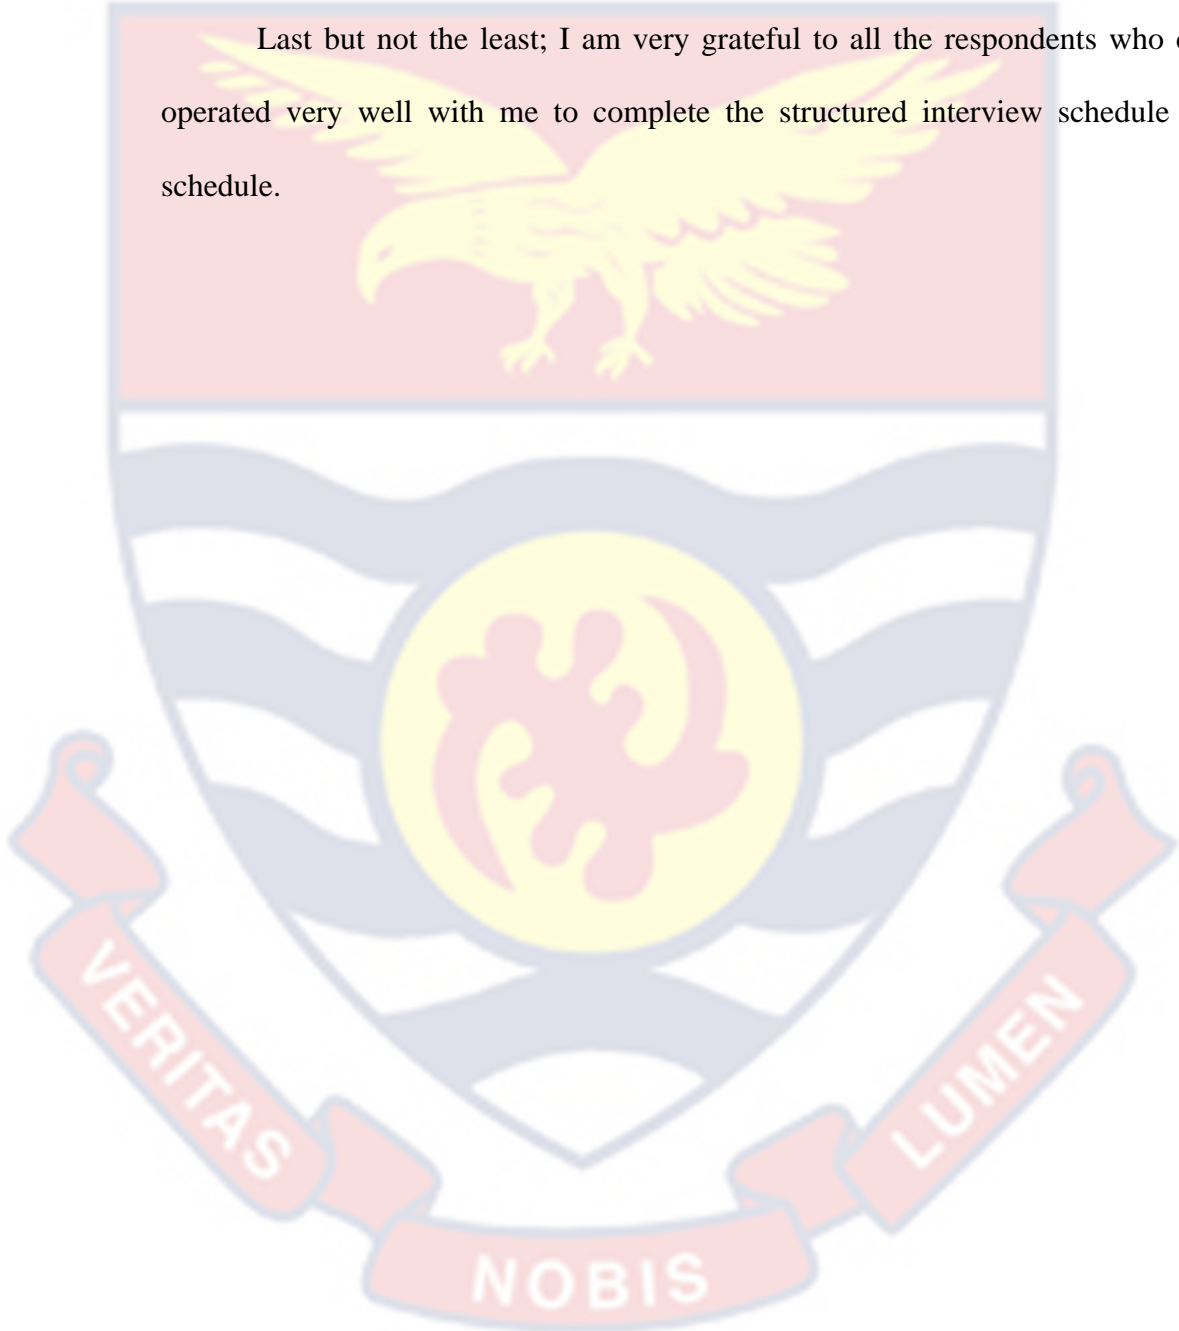 Last but not the least; I am very grateful to all the respondents who
operated very well with me to complete the structured interview schedule
schedule.
VERITAS
NOBIS
LUMEN